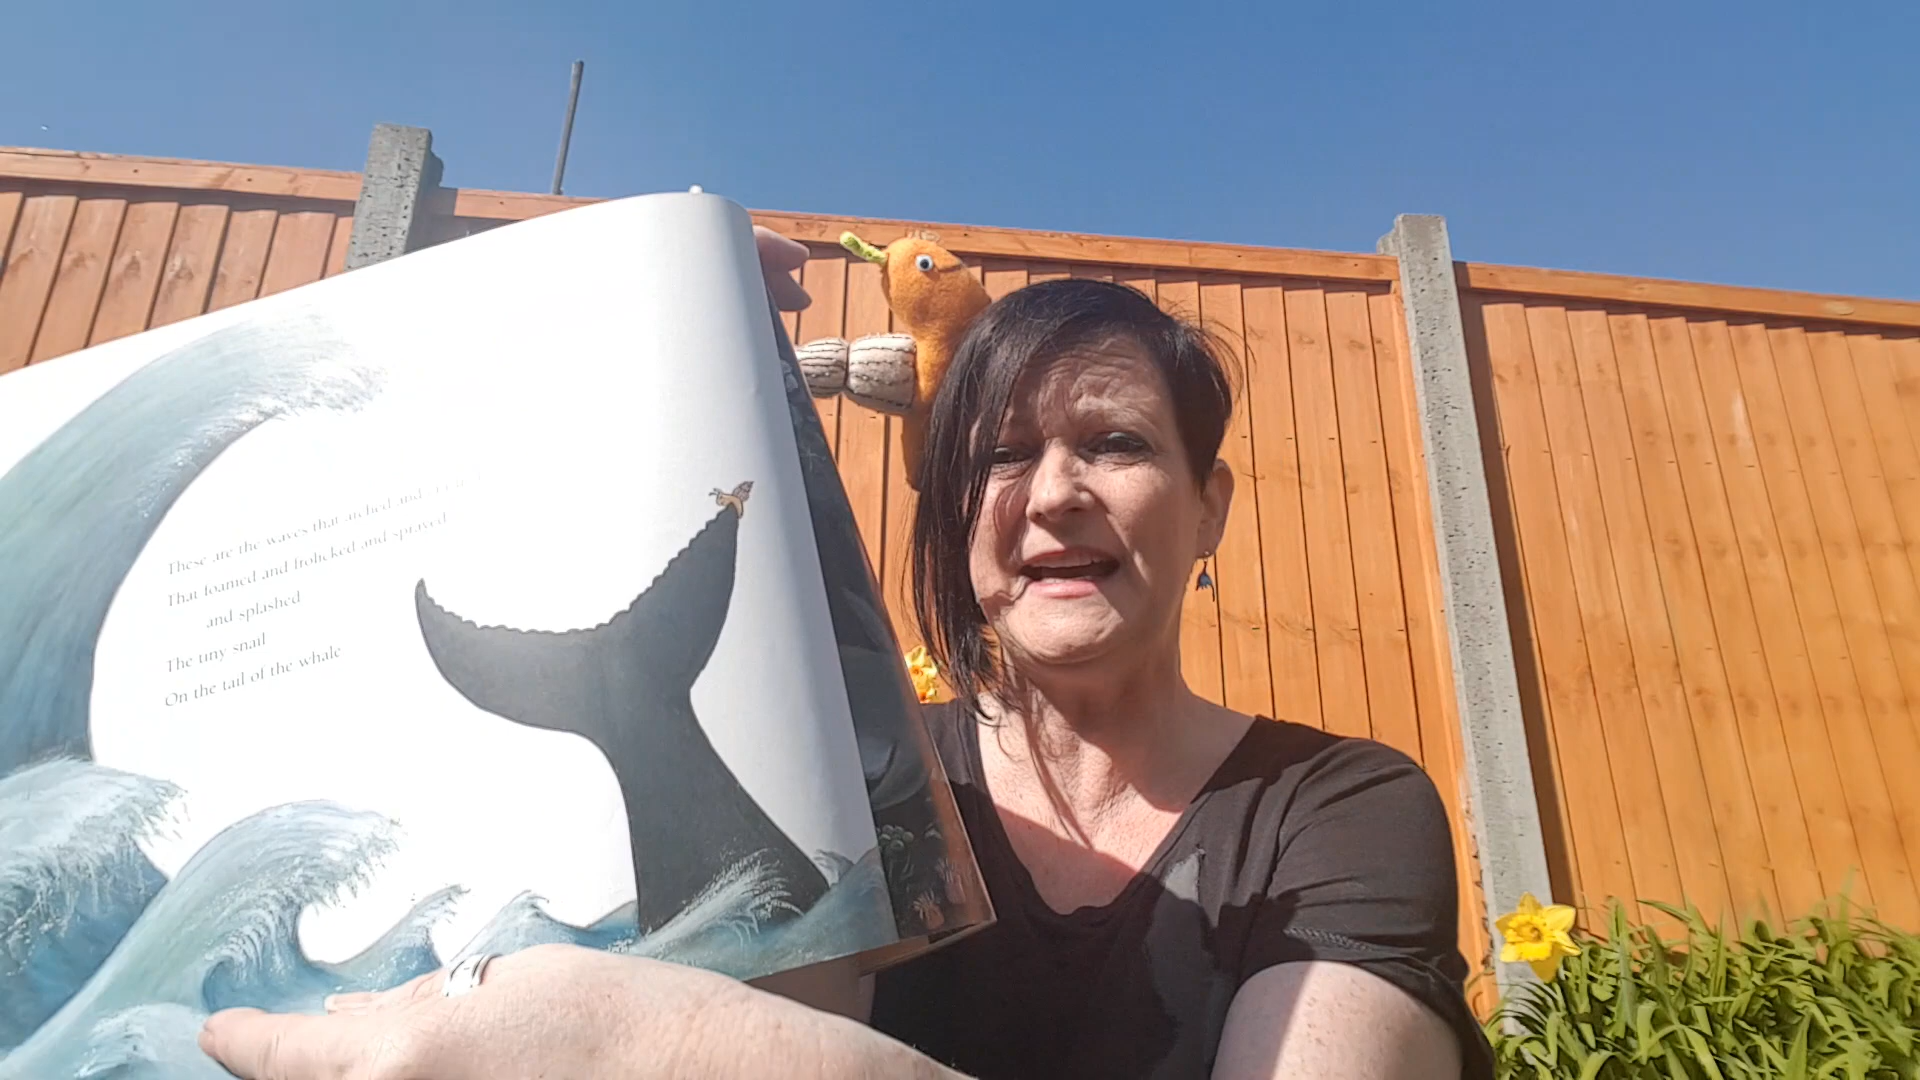 These are the waves that arched and
That foamed and frolicked and sprayed
and splashed
The tiny snail
On the tail of the whale